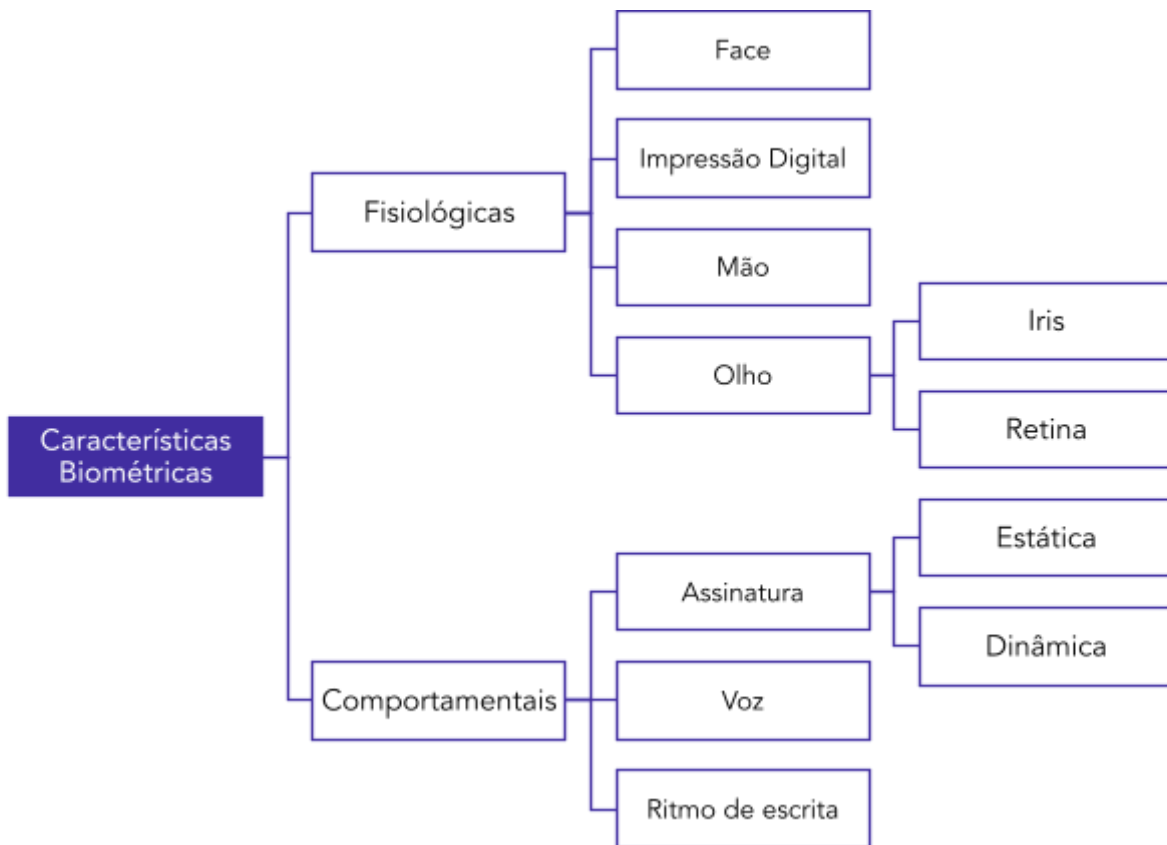 Face
Impressão Digital
Fisiológicas
Mão
Iris
Olho
Retina
Características
Biométricas
Estática
Assinatura
Dinâmica
Comportamentais
Voz
Ritmo de escrita